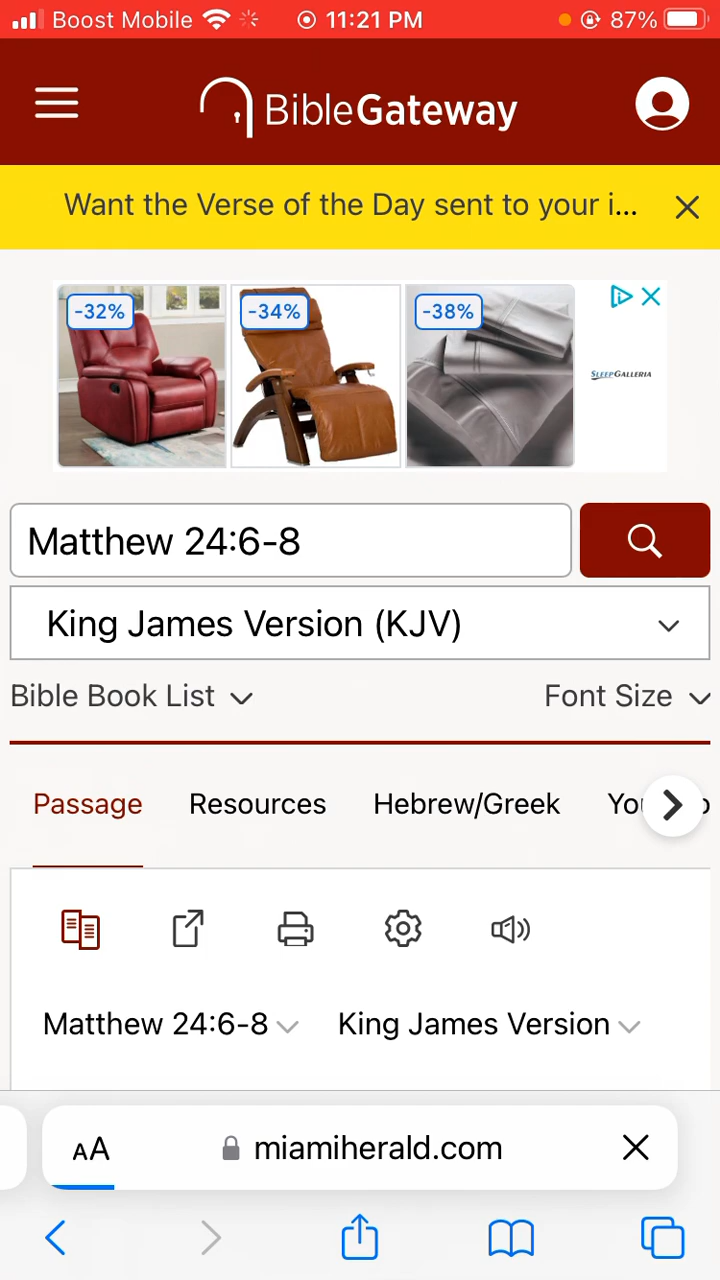 Boost Mobile 11:21 PM 87%
BibleGateway
Want the Verse of the Day sent to your i...
-32% -34% -38%
SLEEPGALLERIA
Matthew 24:6-8
King James Version (KJV)
Bible Book List Font Size
Passage Resources Hebrew/Greek
Matthew 24:6-8 King James Version
AA miamiherald.com